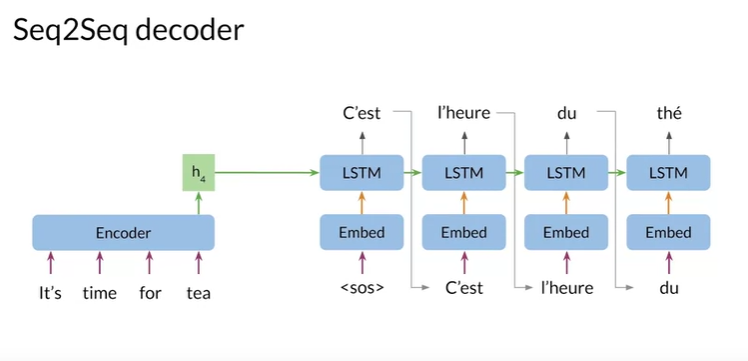 Seq2Seq decoder
C'est l'heure du thé
h4 LSTM LSTM LSTM LSTM
Encoder Embed Embed Embed Embed
It's time for tea <sos> C'est l'heure du